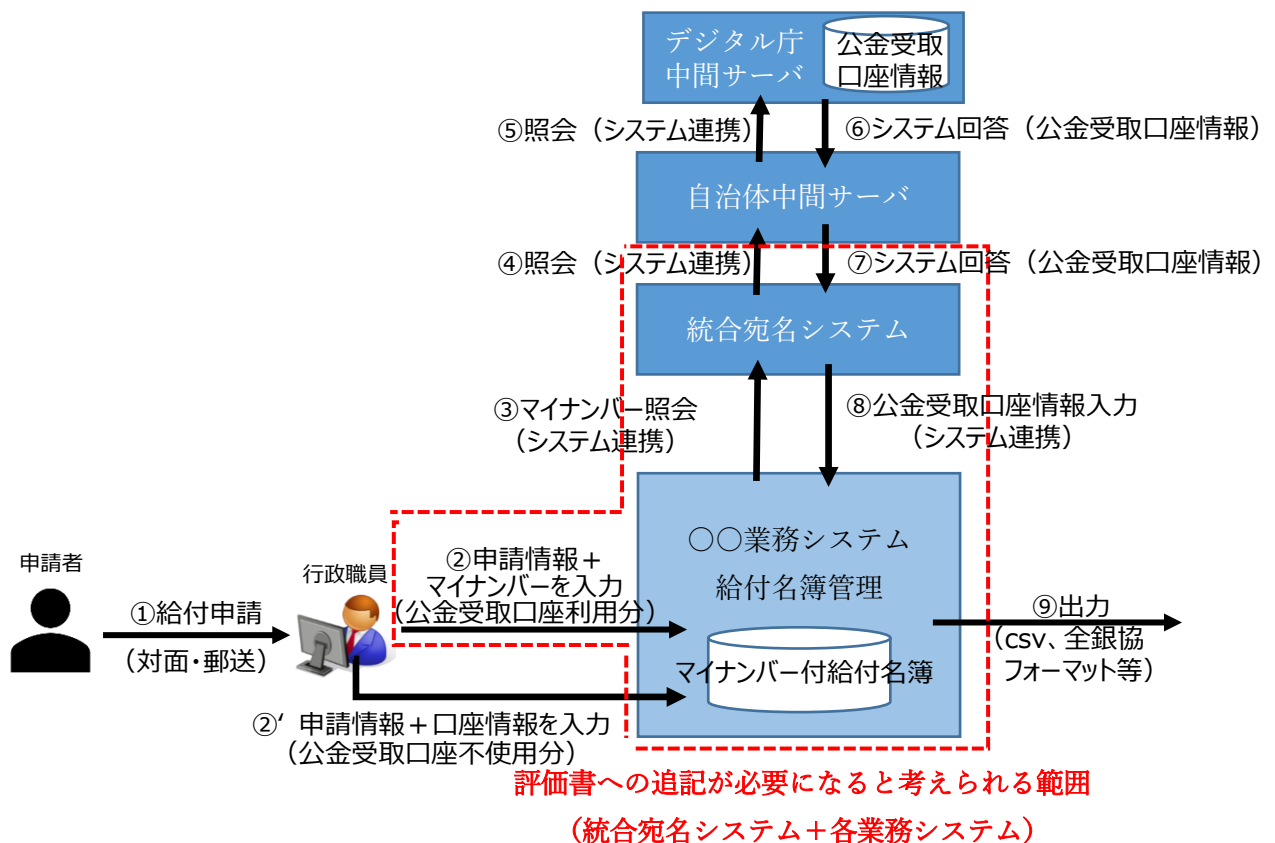 デジタル庁
中間サーバ
公金受取
口座情報
⑤照会（システム連携）
⑥システム回答（公金受取口座情報）
自治体中間サーバ
④照会（システム連携）
⑦システム回答（公金受取口座情報）
統合宛名システム
③マイナンバー照会
（システム連携）
⑧公金受取口座情報入力
（システム連携）
○○業務システム
給付名簿管理
マイナンバー付給付名簿
申請者
①給付申請
（対面・郵送）
行政職員
②申請情報＋
マイナンバーを入力
（公金受取口座利用分）
②‘ 申請情報＋口座情報を入力
（公金受取口座不使用分）
⑨出力
（csv、全銀協
フォーマット等）
評価書への追記が必要になると考えられる範囲
（統合宛名システム＋各業務システム）